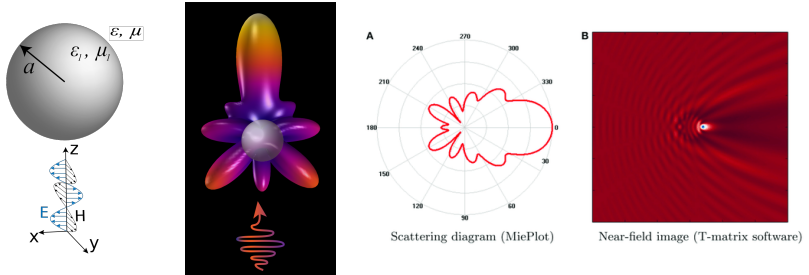 ε, μ
ε₁, μ₁
a
z
E
H
x
y
A
270
240
300
210
330
180
0
150
30
120
60
90
Scattering diagram (MiePlot)
B
Near-field image (T-matrix software)